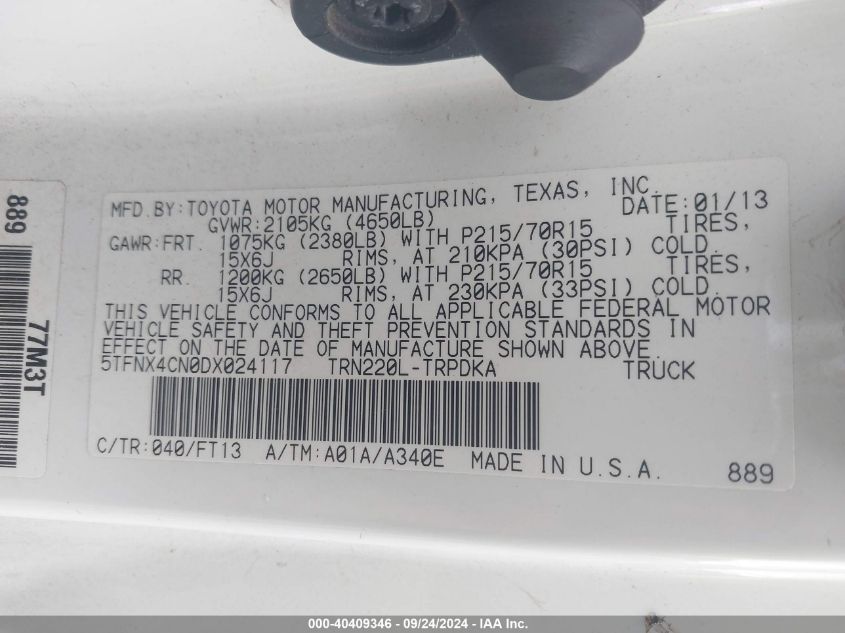 MFD.BY:TOYOTA MOTOR MANUFACTURING, TEXAS, INC.
GVWR:2105KG (4650LB) DATE:01/13
GAWR:FRT. 1075KG (2380LB) WITH P215/70R15 TIRES,
15X6J RIMS, AT 210KPA (30PSI) COLD.
RR. 1200KG (2650LB) WITH P215/70R15 TIRES,
15X6J RIMS, AT 230KPA (33PSI) COLD.
THIS VEHICLE CONFORMS TO ALL APPLICABLE FEDERAL MOTOR
VEHICLE SAFETY AND THEFT PREVENTION STANDARDS IN
EFFECT ON THE DATE OF MANUFACTURE SHOWN ABOVE.
5TFNX4CN0DX024117 TRN220L-TRPDKA TRUCK
C/TR:040/FT13 A/TM:A01A/A340E MADE IN U.S.A.
889
889
77M3T
000-40409346 / 09/24/2024 / IAA Inc.